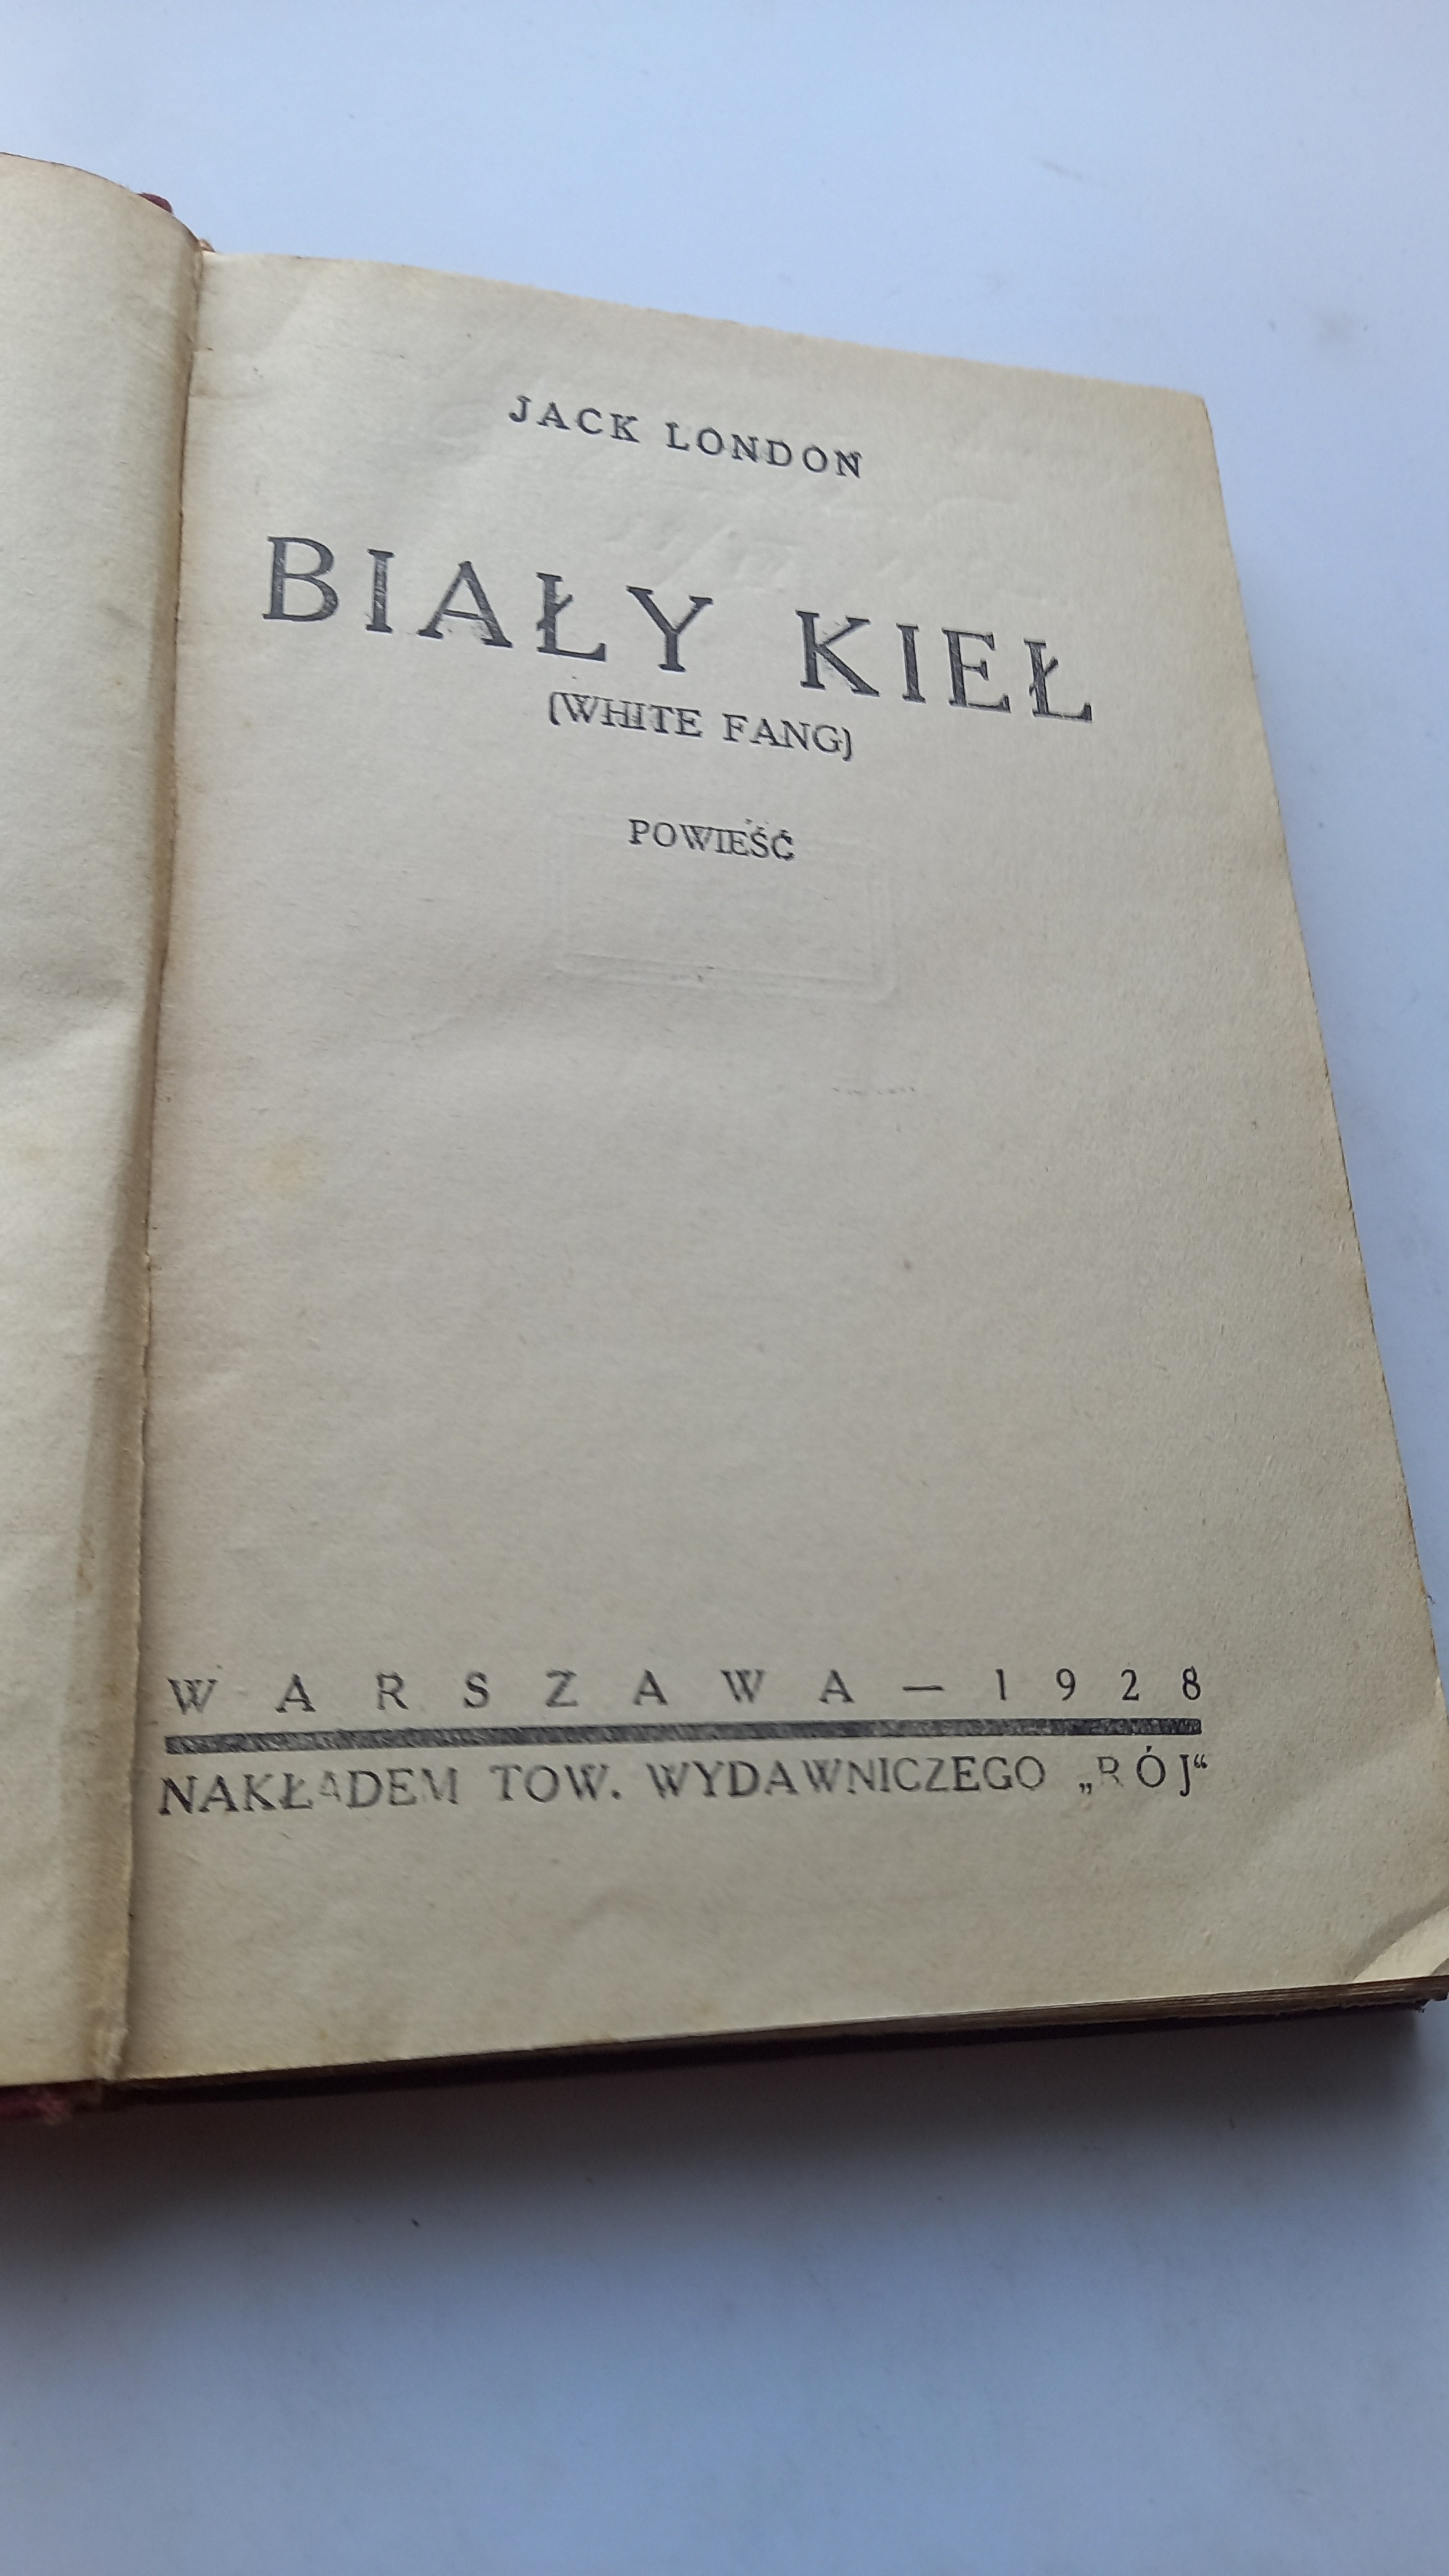 JACK LONDON
BIAŁY KIEŁ
(WHITE FANG)
POWIEŚĆ
WARSZAWA — 1928
NAKŁADEM TOW. WYDAWNICZEGO „RÓJ“